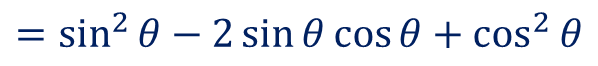 = sin² θ − 2 sin θ cos θ + cos² θ